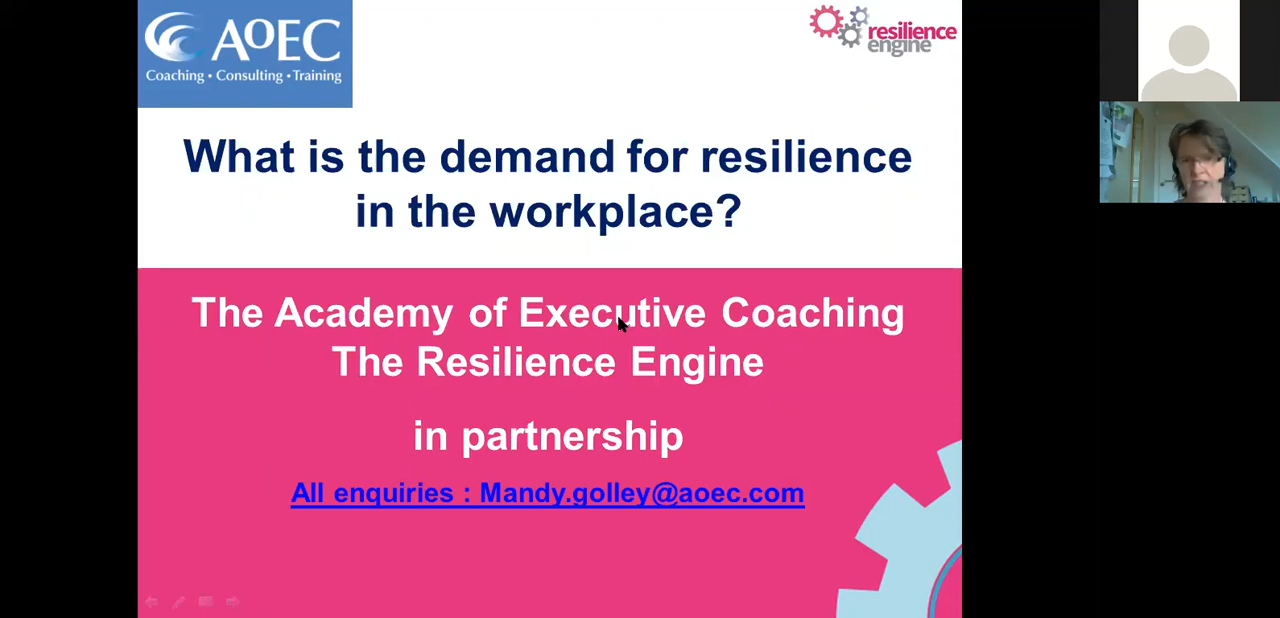 AOEC
Coaching • Consulting • Training
resilience
engine
What is the demand for resilience
in the workplace?
The Academy of Executive Coaching
The Resilience Engine
in partnership
All enquiries : Mandy.golley@aoec.com